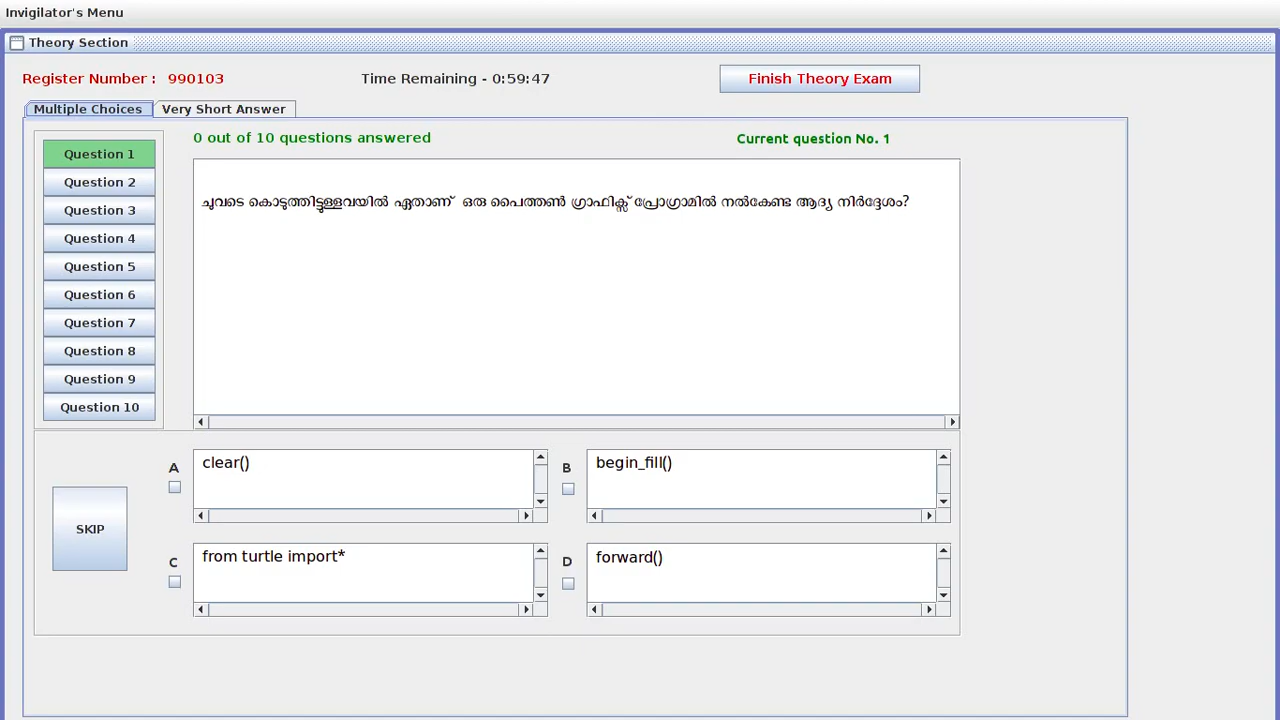 Invigilator's Menu
Theory Section
Register Number : 990103
Time Remaining - 0:59:47
Finish Theory Exam
Multiple Choices
Very Short Answer
0 out of 10 questions answered
Current question No. 1
Question 1
Question 2
Question 3
Question 4
Question 5
Question 6
Question 7
Question 8
Question 9
Question 10
ചുവടെ കൊടുത്തിട്ടുള്ളവയിൽ ഏതാണ് ഒരു പൈത്തൺ ഗ്രാഫിക്സ് പ്രോഗ്രാമിൽ നൽകേണ്ട ആദ്യ നിർദ്ദേശം?
SKIP
A
clear()
B
begin_fill()
C
from turtle import*
D
forward()